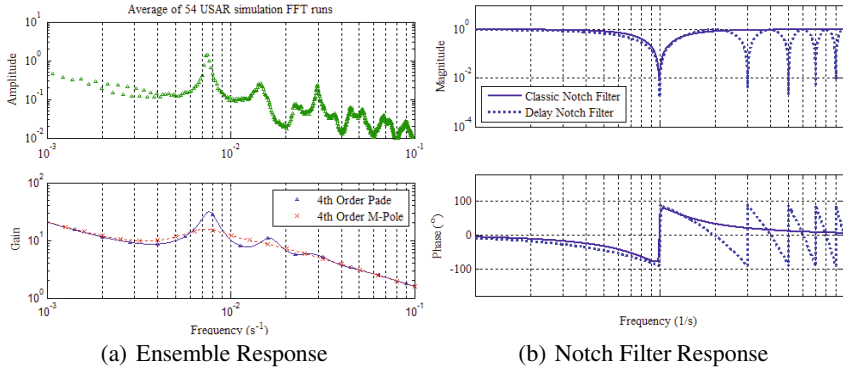 Average of 54 USAR simulation FFT runs
Amplitude
10^2
10^1
10^0
10^-1
10^-2
10^-3
10^-2
10^-1
Gain
10^2
10^1
10^0
4th Order Pade
4th Order M-Pole
10^-3
10^-2
10^-1
Frequency (s^-1)
(a) Ensemble Response
Magnitude
10^0
10^-2
10^-4
Classic Notch Filter
Delay Notch Filter
Phase (°)
100
0
-100
Frequency (1/s)
(b) Notch Filter Response